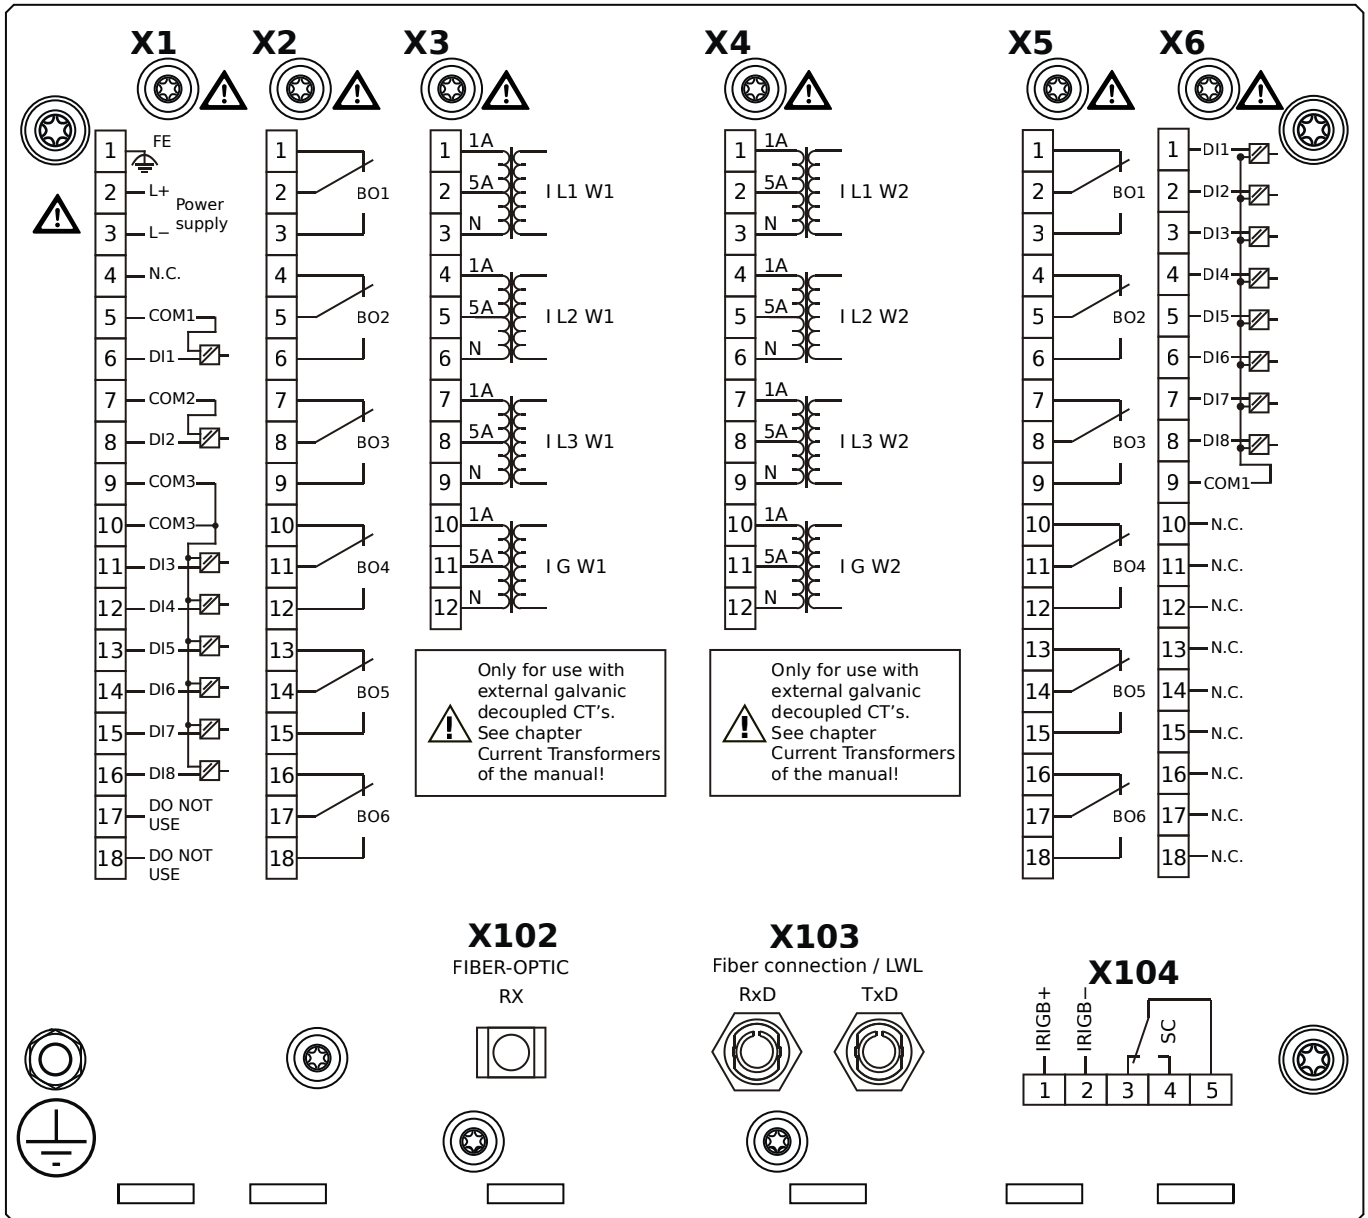 X1
X2
X3
X4
X5
X6
1 FE
2 L+
Power
supply
3 L−
4 N.C.
5 COM1
6 DI1
7 COM2
8 DI2
9 COM3
10 COM3
11 DI3
12 DI4
13 DI5
14 DI6
15 DI7
16 DI8
17 DO NOT
USE
18 DO NOT
USE
1
2 BO1
3
4
5 BO2
6
7
8 BO3
9
10
11 BO4
12
13
14 BO5
15
16
17 BO6
18
1 1A
2 5A I L1 W1
3 N
4 1A
5 5A I L2 W1
6 N
7 1A
8 5A I L3 W1
9 N
10 1A
11 5A I G W1
12 N
Only for use with
external galvanic
decoupled CT's.
See chapter
Current Transformers
of the manual!
1 1A
2 5A I L1 W2
3 N
4 1A
5 5A I L2 W2
6 N
7 1A
8 5A I L3 W2
9 N
10 1A
11 5A I G W2
12 N
Only for use with
external galvanic
decoupled CT's.
See chapter
Current Transformers
of the manual!
1
2 BO1
3
4
5 BO2
6
7
8 BO3
9
10
11 BO4
12
13
14 BO5
15
16
17 BO6
18
1 DI1
2 DI2
3 DI3
4 DI4
5 DI5
6 DI6
7 DI7
8 DI8
9 COM1
10 N.C.
11 N.C.
12 N.C.
13 N.C.
14 N.C.
15 N.C.
16 N.C.
17 N.C.
18 N.C.
X102
FIBER-OPTIC
RX
X103
Fiber connection / LWL
RxD TxD
X104
IRIGB+
IRIGB−
SC
1 2 3 4 5